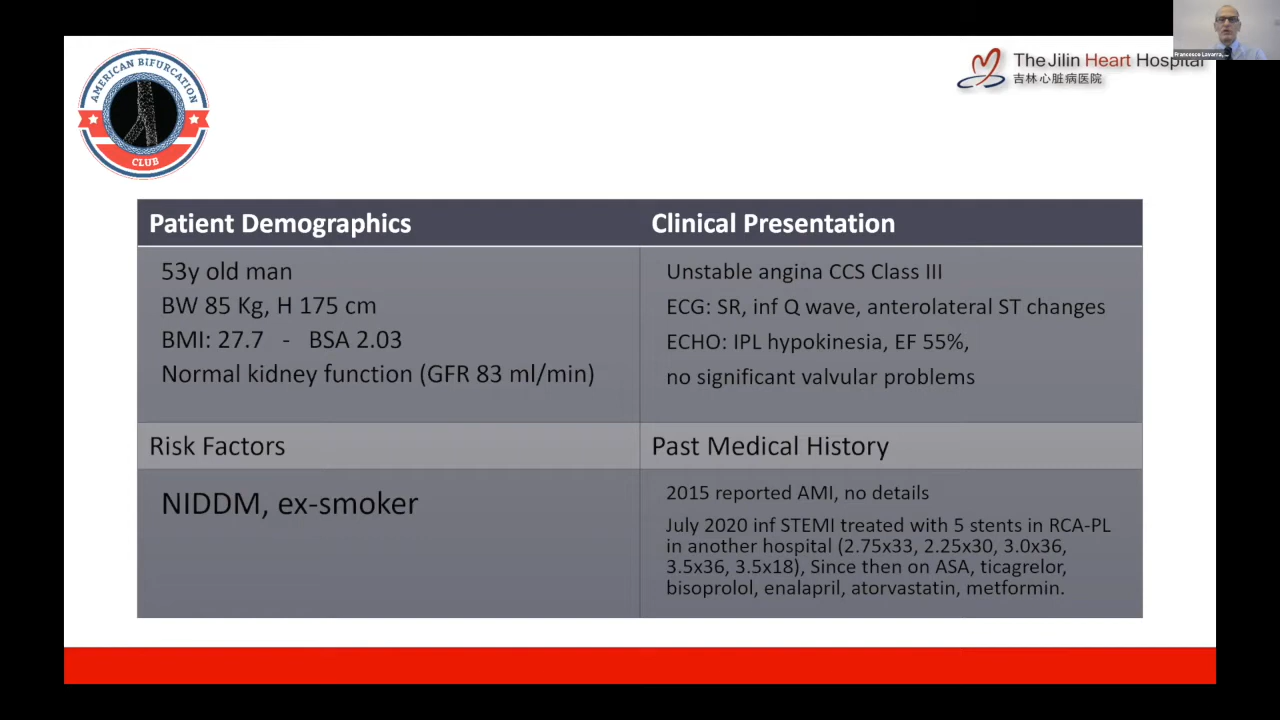 AMERICAN BIFURCATION
CLUB
The Jilin Heart Hospital
吉林心脏病医院
Francesco Lavarra,
Patient Demographics
Clinical Presentation
53y old man
BW 85 Kg, H 175 cm
BMI: 27.7 - BSA 2.03
Normal kidney function (GFR 83 ml/min)
Unstable angina CCS Class III
ECG: SR, inf Q wave, anterolateral ST changes
ECHO: IPL hypokinesia, EF 55%,
no significant valvular problems
Risk Factors
Past Medical History
NIDDM, ex-smoker
2015 reported AMI, no details
July 2020 inf STEMI treated with 5 stents in RCA-PL
in another hospital (2.75x33, 2.25x30, 3.0x36,
3.5x36, 3.5x18), Since then on ASA, ticagrelor,
bisoprolol, enalapril, atorvastatin, metformin.